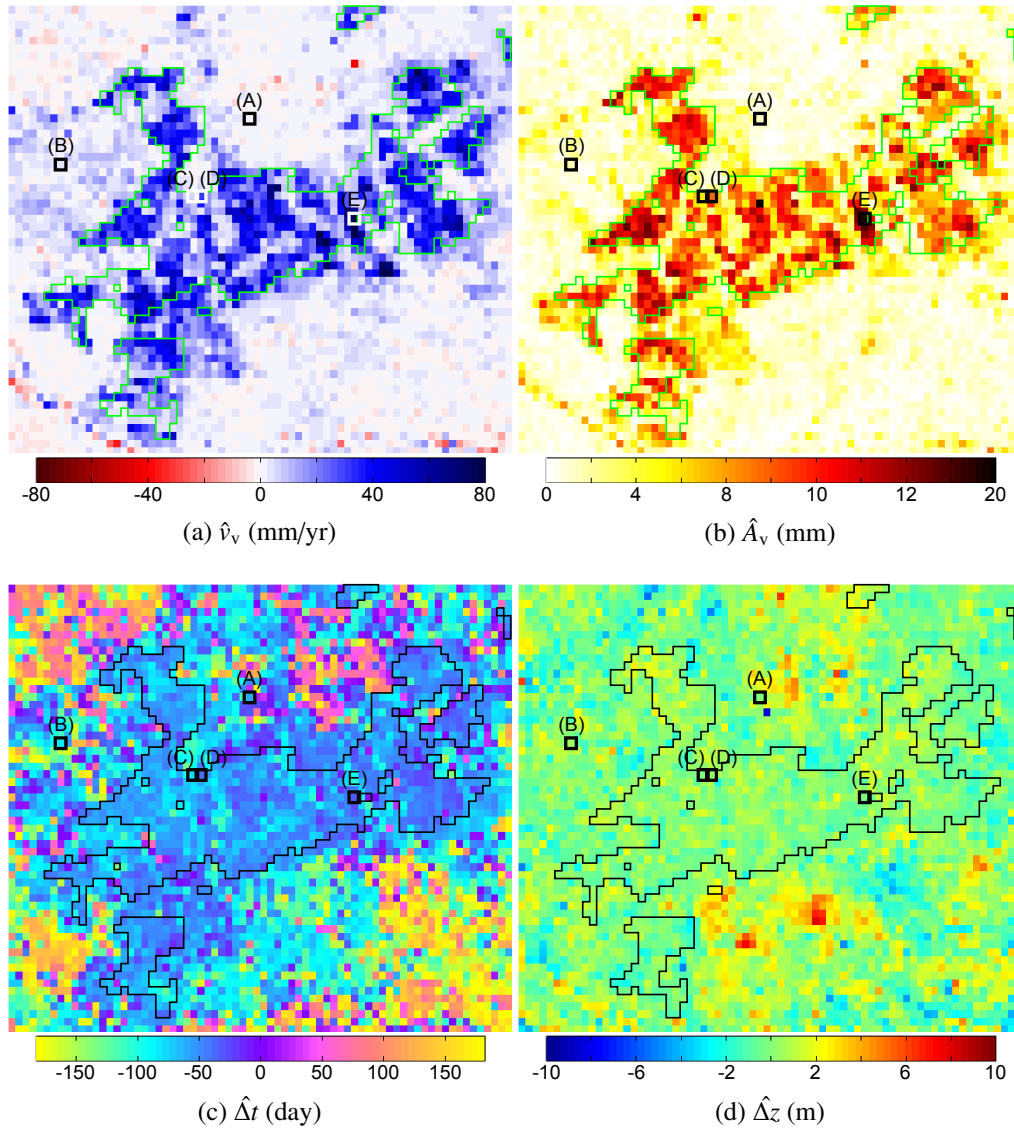 (A)
(B)
(C) (D)
(E)
-80 -40 0 40 80
(a) v̂ᵥ (mm/yr)
(A)
(B)
(C) (D)
(E)
0 4 6 8 10 12 20
(b) Âᵥ (mm)
(A)
(B)
(C) (D)
(E)
-150 -100 -50 0 50 100 150
(c) Δ̂t (day)
(A)
(B)
(C) (D)
(E)
-10 -6 -2 2 6 10
(d) Δ̂z (m)